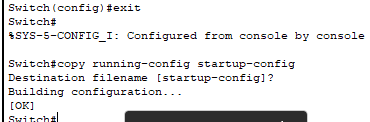 Switch(config)#exit
Switch#
%SYS-5-CONFIG_I: Configured from console by console
Switch#copy running-config startup-config
Destination filename [startup-config]?
Building configuration...
[OK]
Switch#